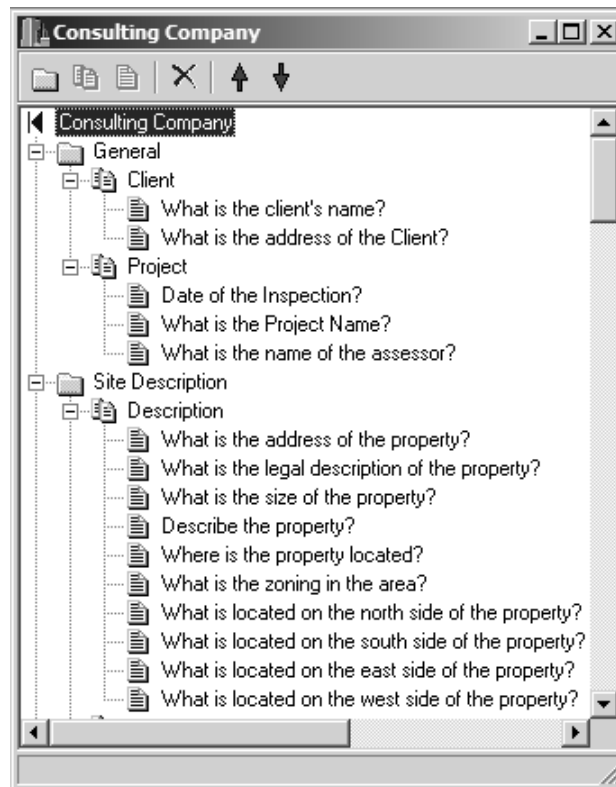 Consulting Company
Consulting Company
General
Client
What is the client's name?
What is the address of the Client?
Project
Date of the Inspection?
What is the Project Name?
What is the name of the assessor?
Site Description
Description
What is the address of the property?
What is the legal description of the property?
What is the size of the property?
Describe the property?
Where is the property located?
What is the zoning in the area?
What is located on the north side of the property?
What is located on the south side of the property?
What is located on the east side of the property?
What is located on the west side of the property?